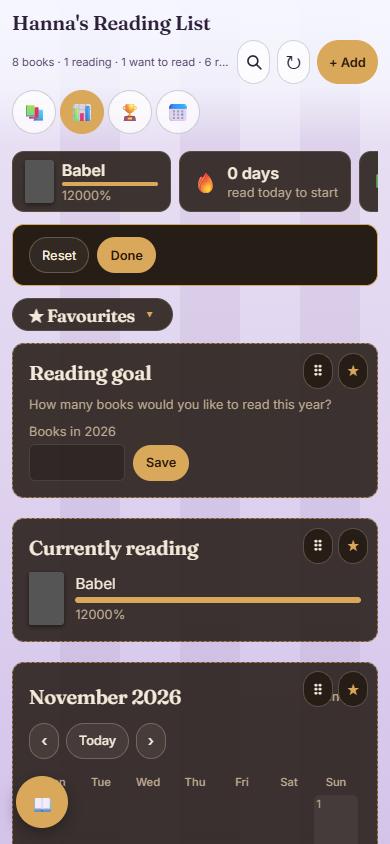 Hanna's Reading List
8 books · 1 reading · 1 want to read · 6 r...
+ Add
Babel
12000%
0 days
read today to start
Reset
Done
★ Favourites ▼
Reading goal
How many books would you like to read this year?
Books in 2026
Save
Currently reading
Babel
12000%
November 2026
‹
Today
›
Tue Wed Thu Fri Sat Sun
1